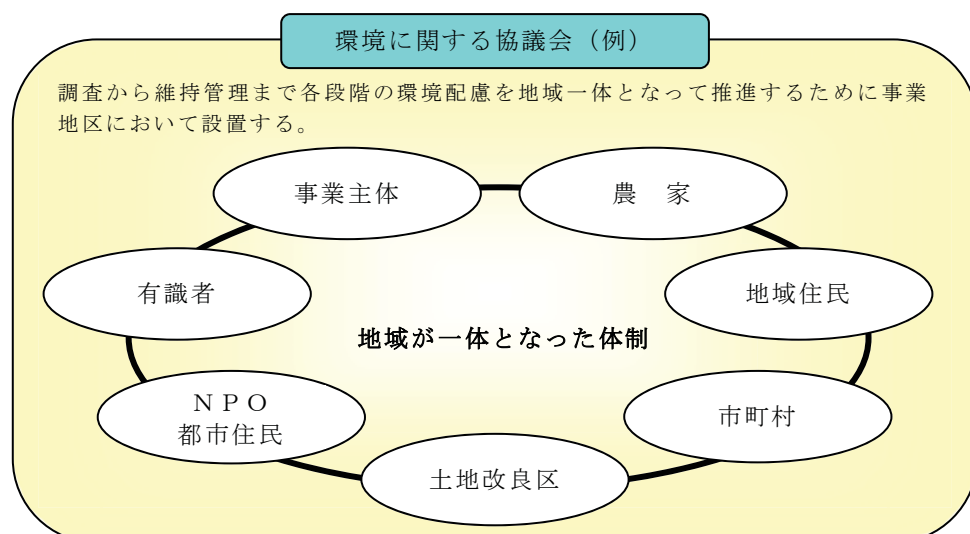 環境に関する協議会（例）
調査から維持管理まで各段階の環境配慮を地域一体となって推進するために事業
地区において設置する。
事業主体
農　家
有識者
地域住民
地域が一体となった体制
ＮＰＯ
都市住民
市町村
土地改良区